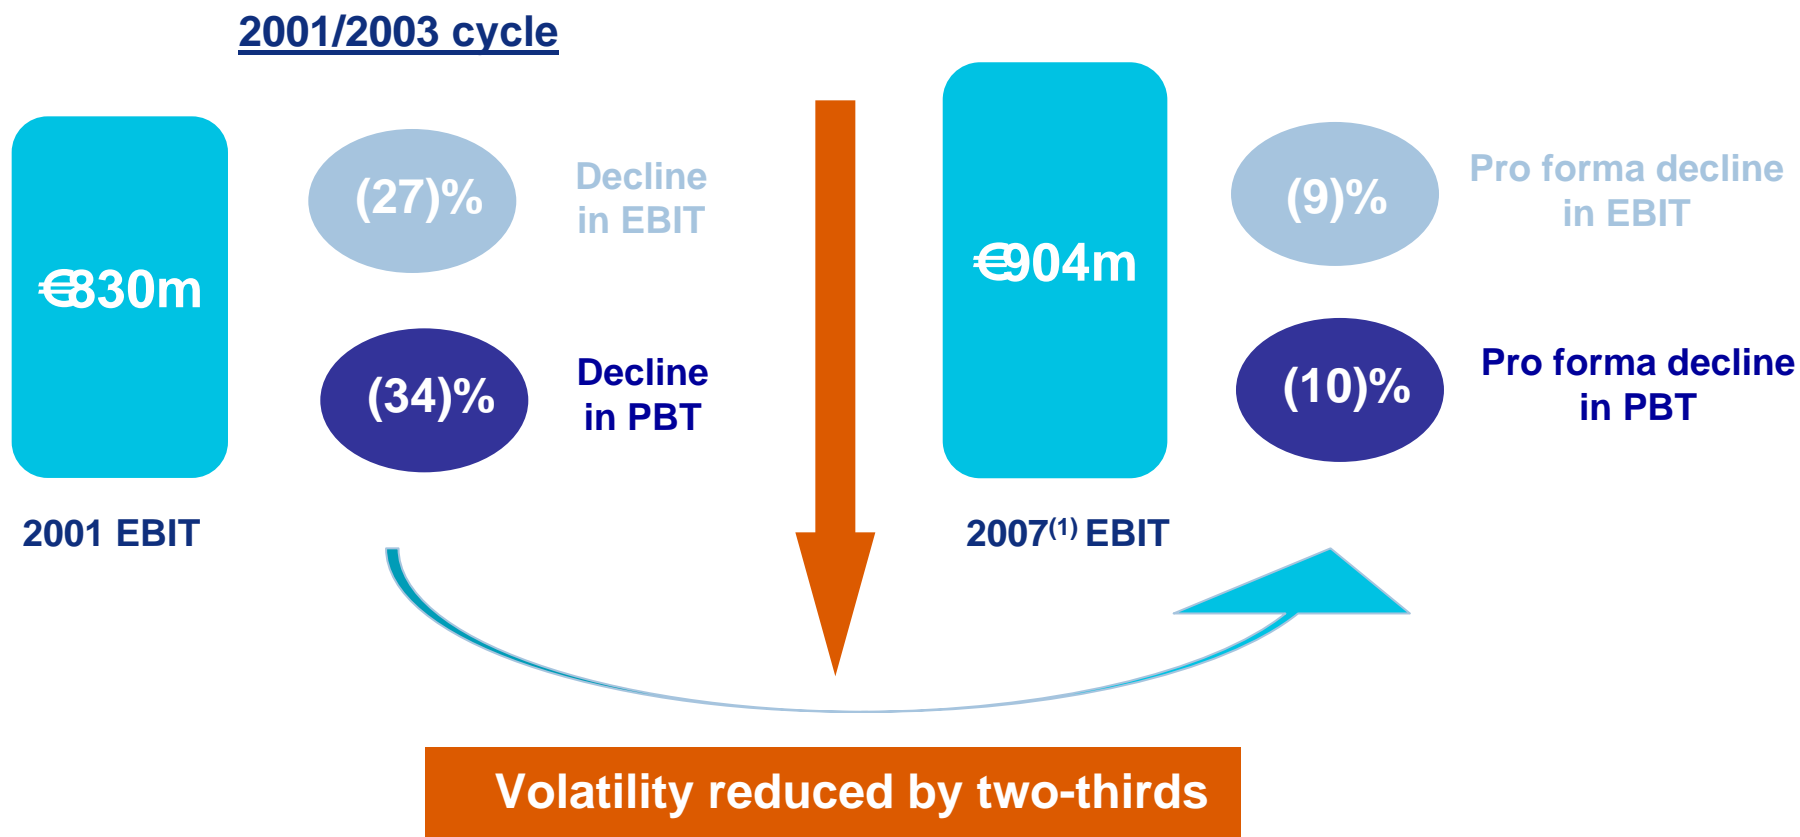 2001/2003 cycle
€830m
2001 EBIT
(27)%
Decline
in EBIT
(34)%
Decline
in PBT
€904m
2007(1) EBIT
(9)%
Pro forma decline
in EBIT
(10)%
Pro forma decline
in PBT
Volatility reduced by two-thirds